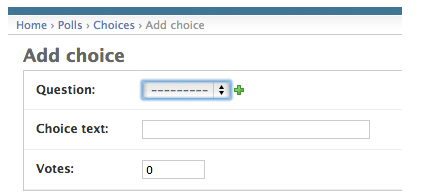 Home › Polls › Choices › Add choice
Add choice
Question: ---------
Choice text:
Votes: 0